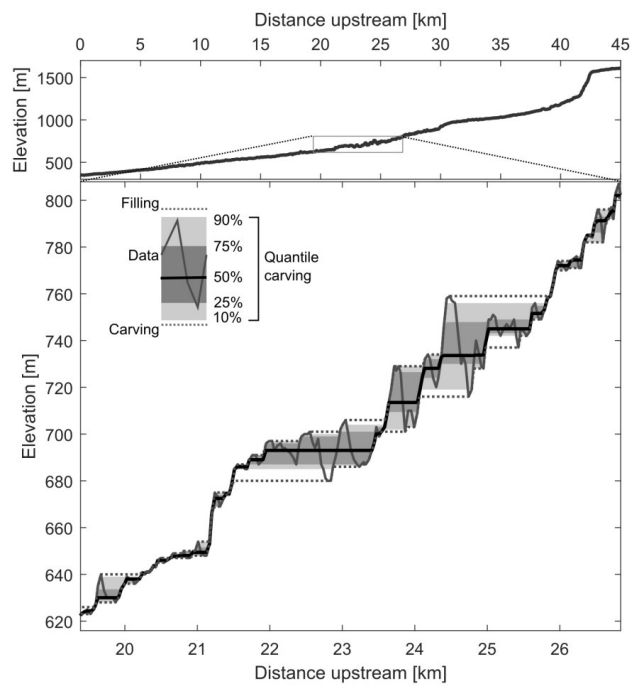 Distance upstream [km]
0 5 10 15 20 25 30 35 40 45
Elevation [m]
1500
1000
500
Elevation [m]
800
780
760
740
720
700
680
660
640
620
Filling
90%
Data
75%
50%
Quantile
carving
25%
10%
Carving
20 21 22 23 24 25 26
Distance upstream [km]